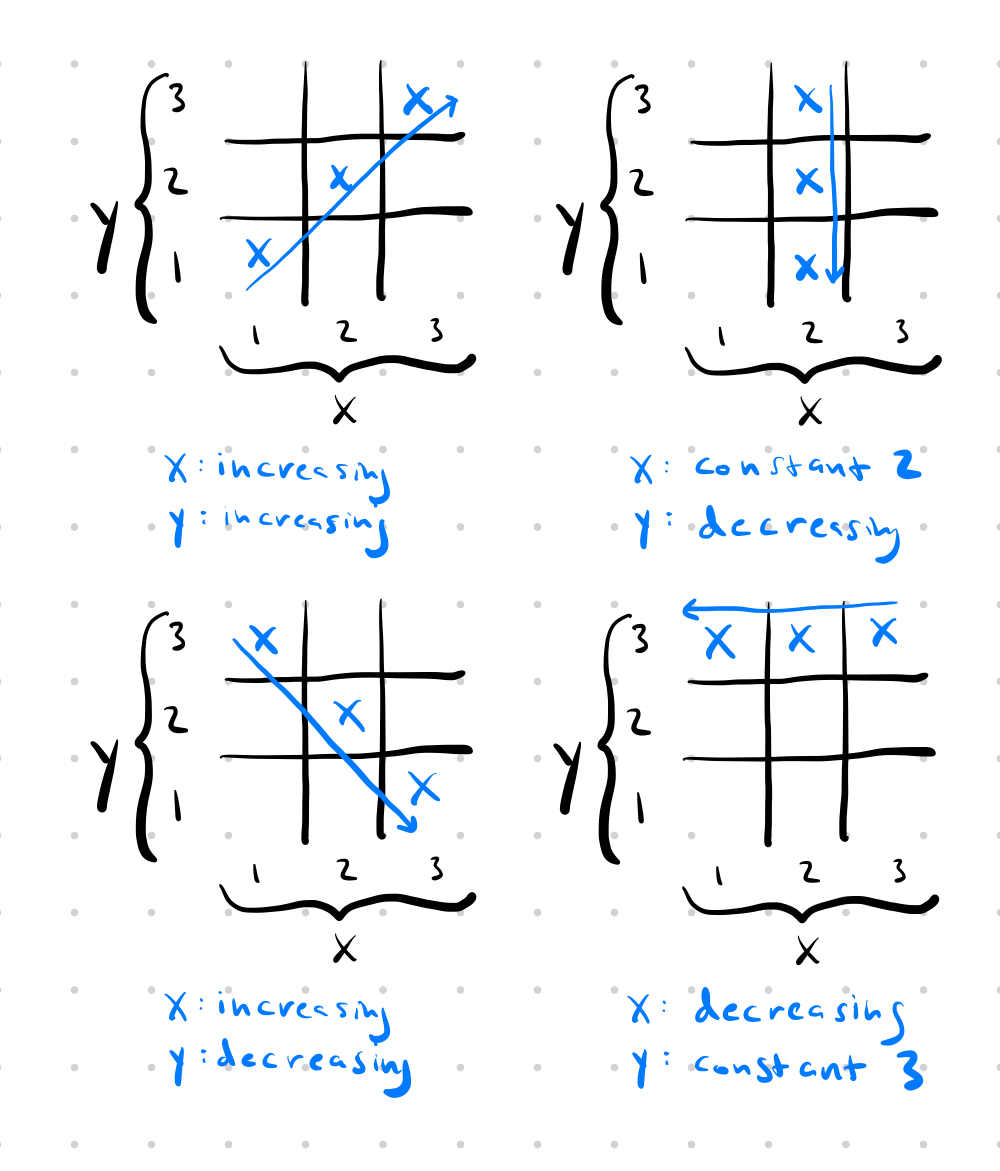 3
X
2
X
Y
X
1
1 2 3
X
X: increasing
Y: increasing
3
X
2
X
Y
1
X
1 2 3
X
X: constant 2
Y: decreasing
3
X
2
X
Y
1
X
1 2 3
X
X: increasing
Y: decreasing
3
X X X
2
Y
1
1 2 3
X
X: decreasing
Y: constant 3